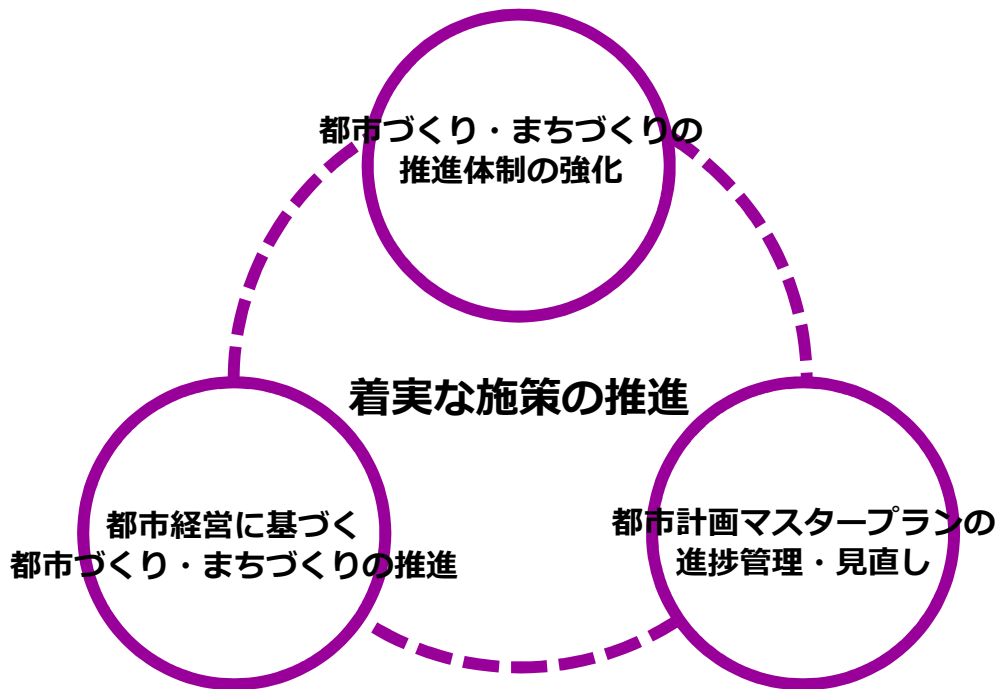 都市づくり・まちづくりの
推進体制の強化
着実な施策の推進
都市経営に基づく
都市づくり・まちづくりの推進
都市計画マスタープランの
進捗管理・見直し